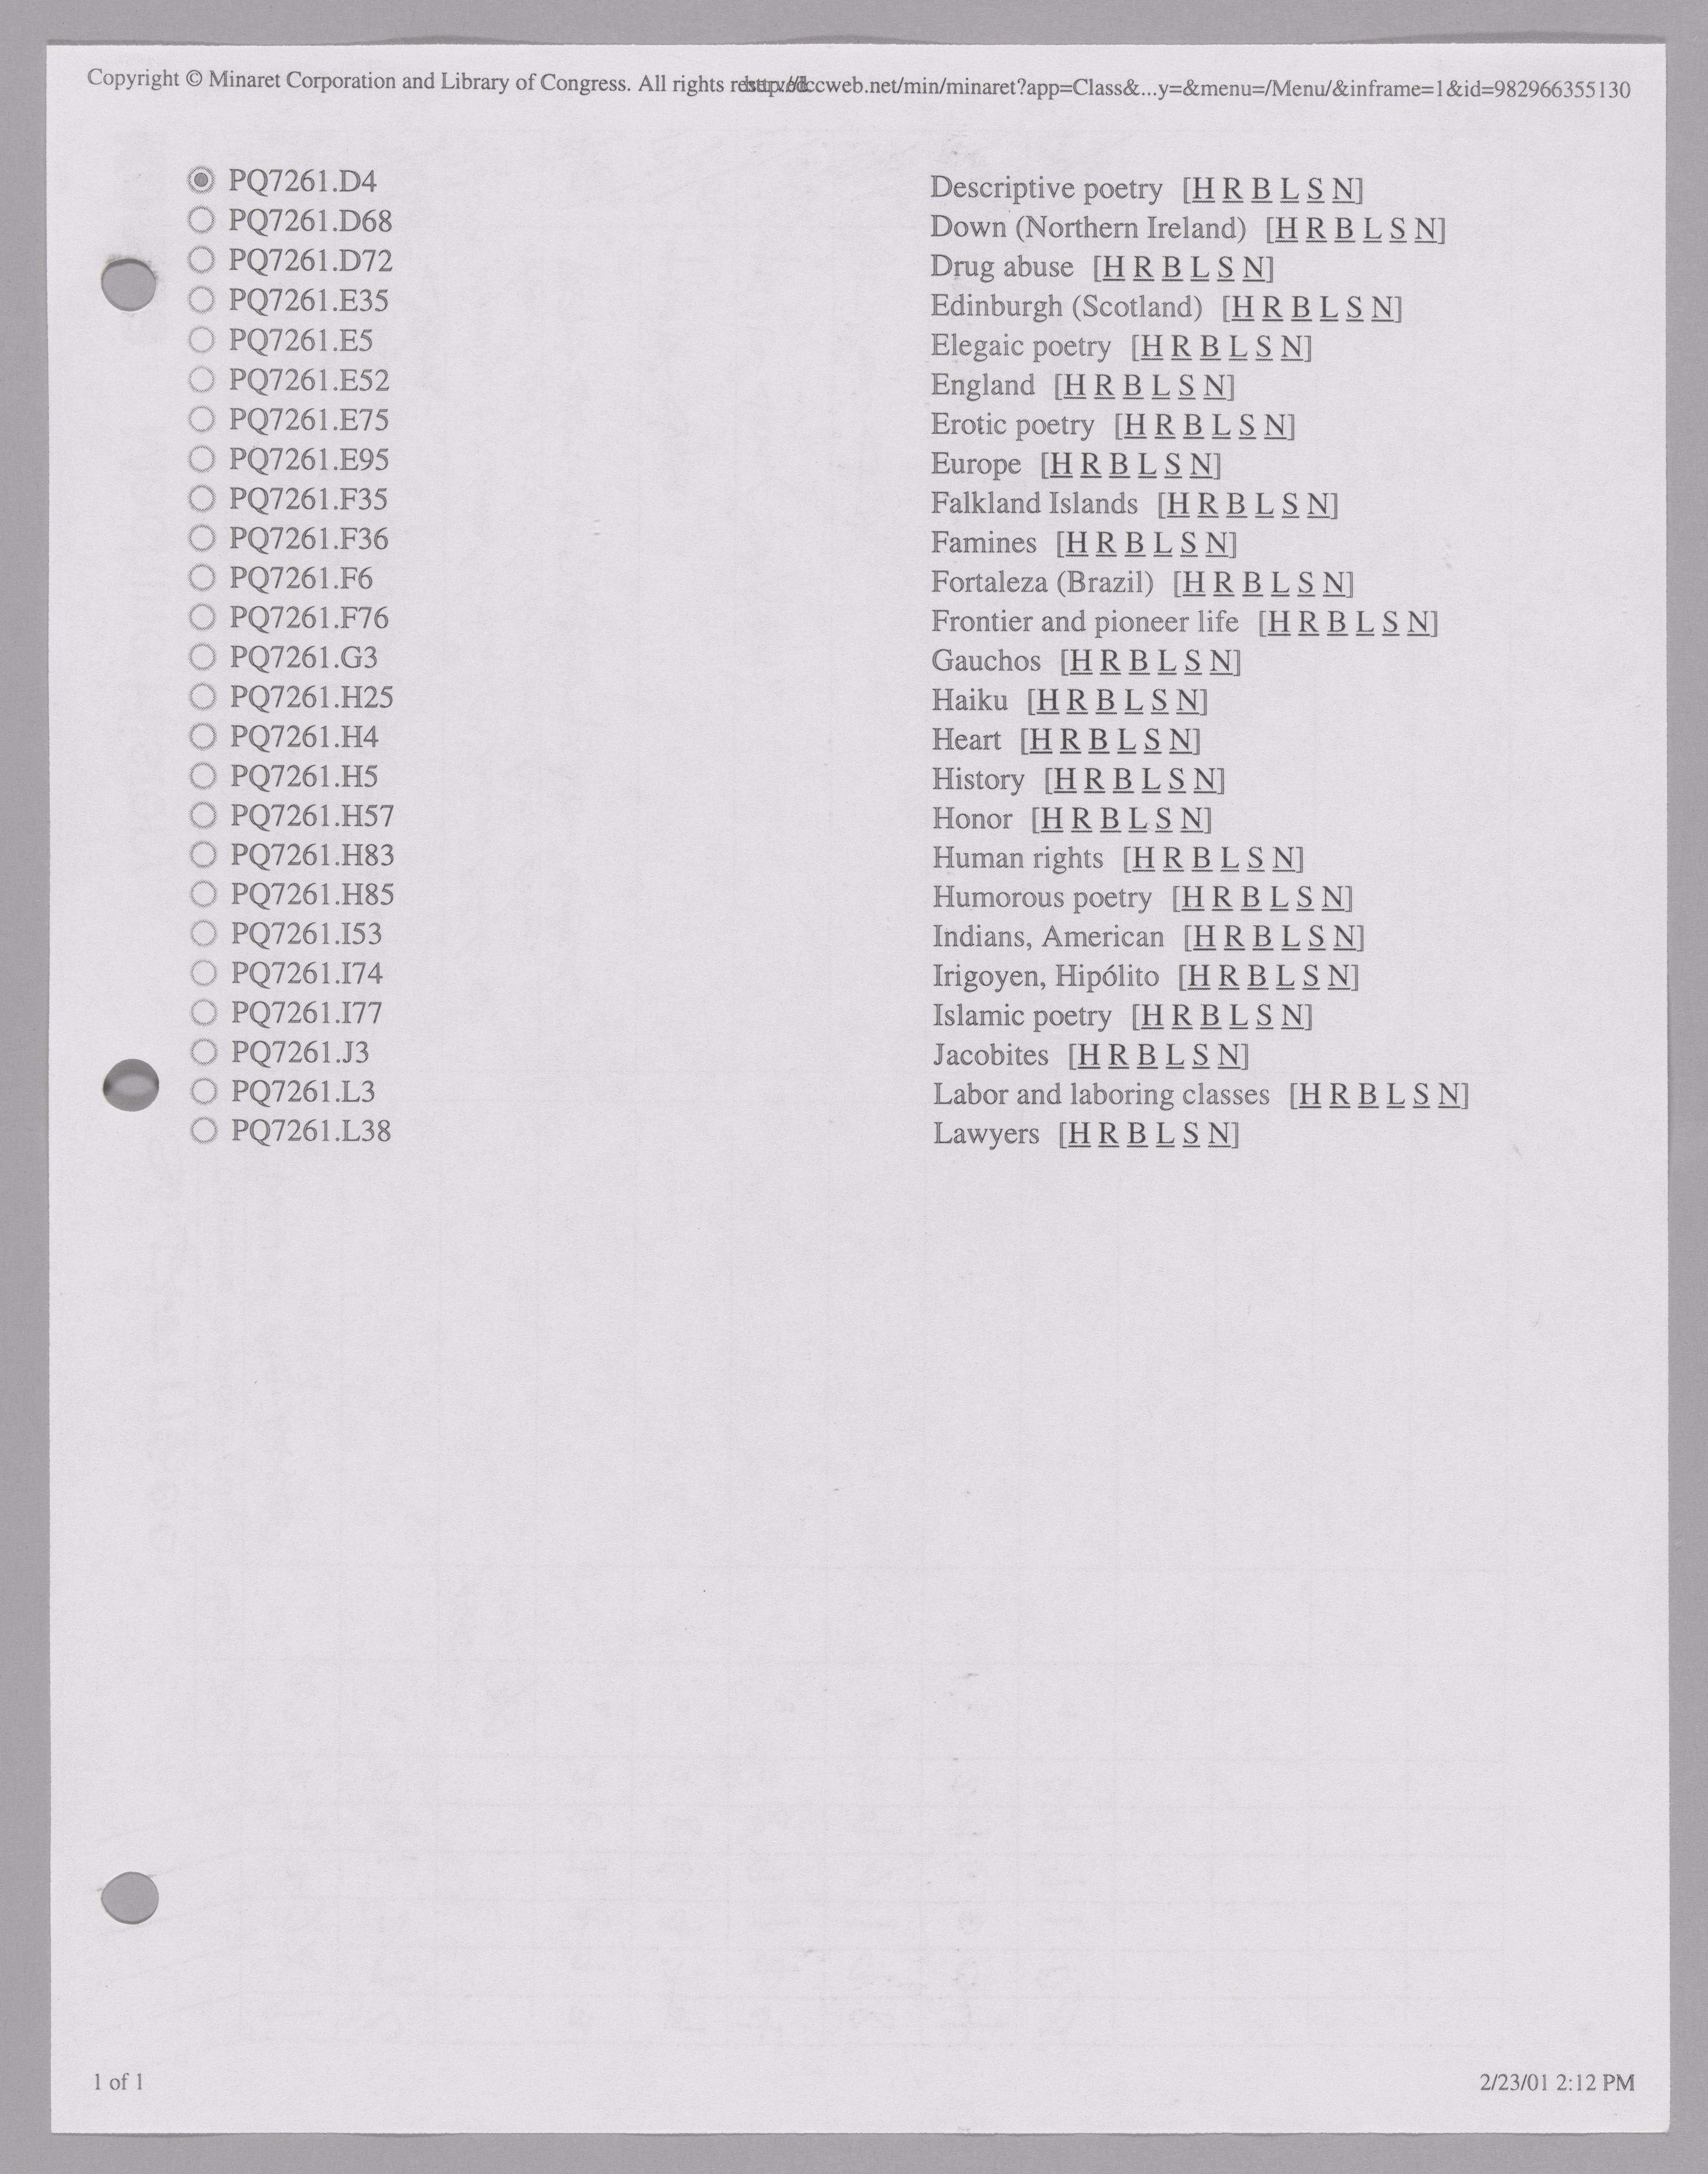 Copyright © Minaret Corporation and Library of Congress. All rights reserved. http://lccweb.net/min/minaret?app=Class&...y=&menu=/Menu/&inframe=1&id=982966355130
PQ7261.D4 Descriptive poetry [H R B L S N]
PQ7261.D68 Down (Northern Ireland) [H R B L S N]
PQ7261.D72 Drug abuse [H R B L S N]
PQ7261.E35 Edinburgh (Scotland) [H R B L S N]
PQ7261.E5 Elegaic poetry [H R B L S N]
PQ7261.E52 England [H R B L S N]
PQ7261.E75 Erotic poetry [H R B L S N]
PQ7261.E95 Europe [H R B L S N]
PQ7261.F35 Falkland Islands [H R B L S N]
PQ7261.F36 Famines [H R B L S N]
PQ7261.F6 Fortaleza (Brazil) [H R B L S N]
PQ7261.F76 Frontier and pioneer life [H R B L S N]
PQ7261.G3 Gauchos [H R B L S N]
PQ7261.H25 Haiku [H R B L S N]
PQ7261.H4 Heart [H R B L S N]
PQ7261.H5 History [H R B L S N]
PQ7261.H57 Honor [H R B L S N]
PQ7261.H83 Human rights [H R B L S N]
PQ7261.H85 Humorous poetry [H R B L S N]
PQ7261.I53 Indians, American [H R B L S N]
PQ7261.I74 Irigoyen, Hipólito [H R B L S N]
PQ7261.I77 Islamic poetry [H R B L S N]
PQ7261.J3 Jacobites [H R B L S N]
PQ7261.L3 Labor and laboring classes [H R B L S N]
PQ7261.L38 Lawyers [H R B L S N]
1 of 1 2/23/01 2:12 PM